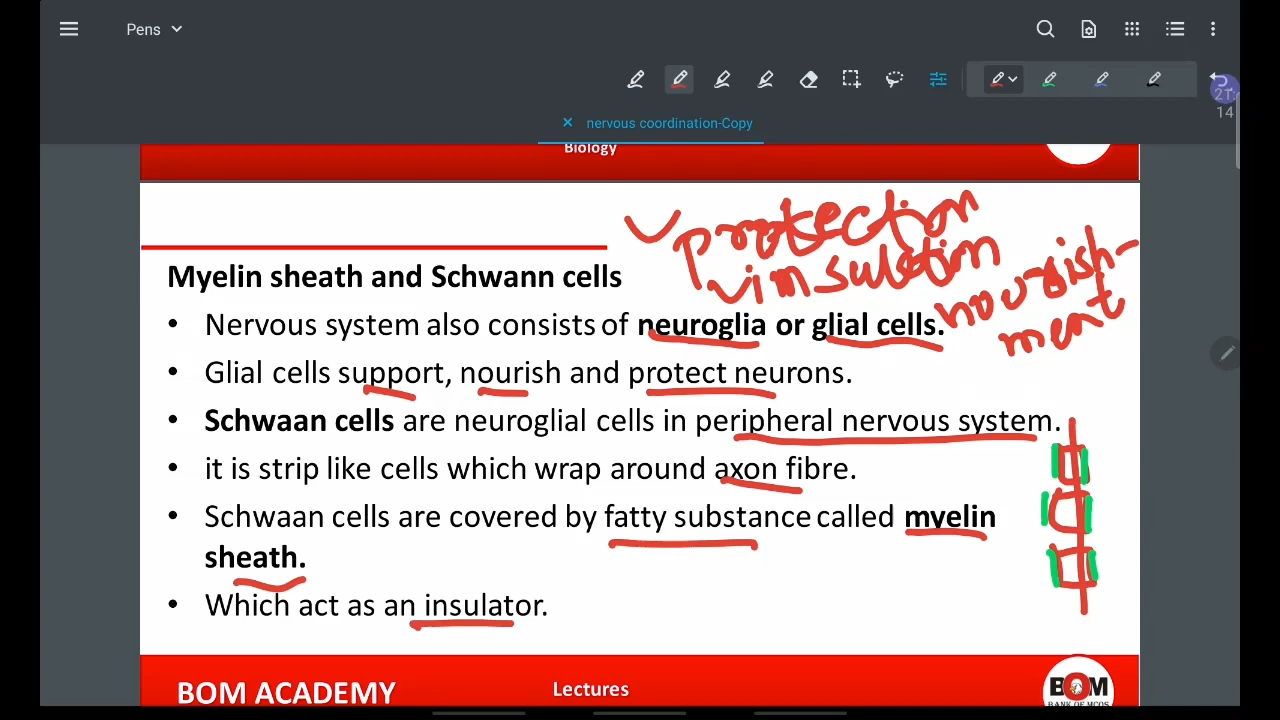 Pens
21:
14
nervous coordination-Copy
Biology
protection
insulation
nourish-
ment
Myelin sheath and Schwann cells
• Nervous system also consists of neuroglia or glial cells.
• Glial cells support, nourish and protect neurons.
• Schwaan cells are neuroglial cells in peripheral nervous system.
• it is strip like cells which wrap around axon fibre.
• Schwaan cells are covered by fatty substance called myelin
sheath.
• Which act as an insulator.
BOM ACADEMY
Lectures
BOM
BANK OF MCQS